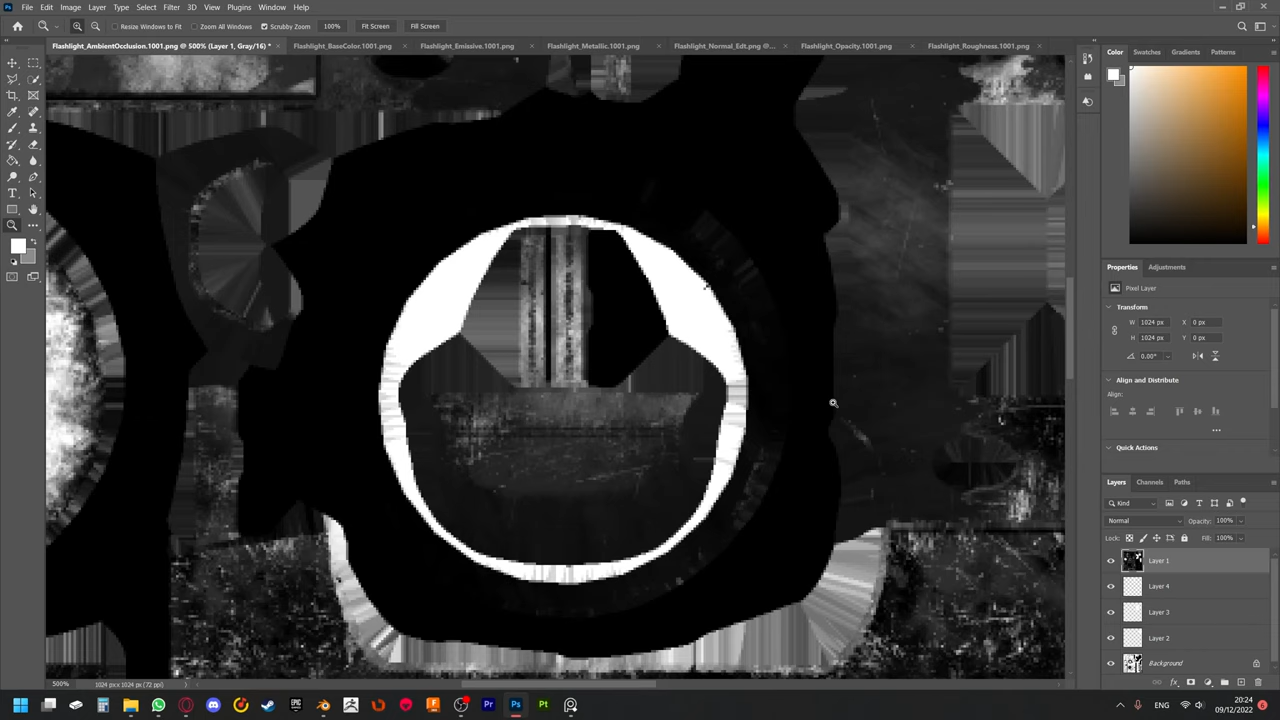 Ps File Edit Image Layer Type Select Filter 3D View Plugins Window Help
Resize Windows to Fit Zoom All Windows Scrubby Zoom 100% Fit Screen Fill Screen
Flashlight_AmbientOcclusion.1001.png @ 500% (Layer 1, Gray/16) * × Flashlight_BaseColor.1001.png × Flashlight_Emissive.1001.png × Flashlight_Metallic.1001.png × Flashlight_Normal_Edt.png @... × Flashlight_Opacity.1001.png × Flashlight_Roughness.1001.png ×
Color Swatches Gradients Patterns
Properties Adjustments
Pixel Layer
Transform
W 1024 px X 0 px
H 1024 px Y 0 px
0.00°
Align and Distribute
Align:
Quick Actions
Layers Channels Paths
Kind
Normal Opacity: 100%
Lock: Fill: 100%
Layer 1
Layer 4
Layer 3
Layer 2
Background
fx
500% 1024 px x 1024 px (72 ppi)
Pr Ps Pt
ENG 20:24
09/12/2022